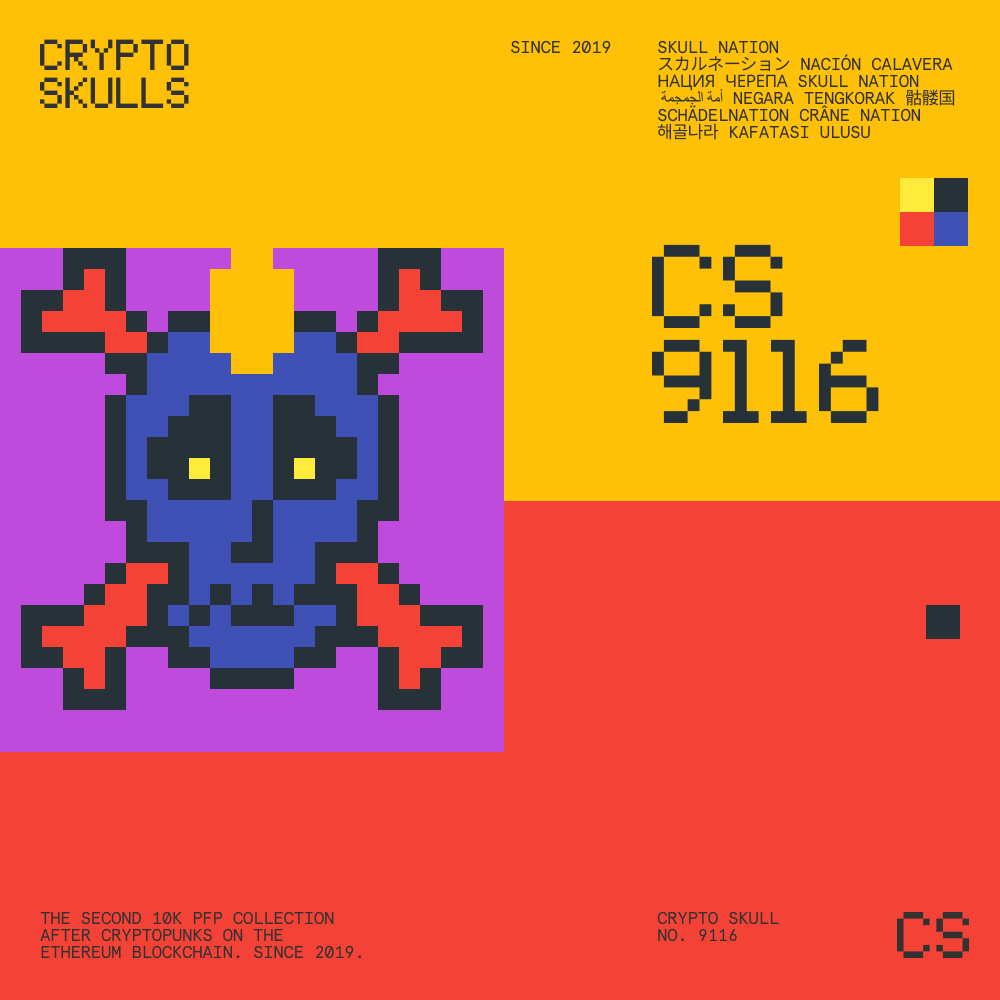 CRYPTO
SKULLS
SINCE 2019
SKULL NATION
スカルネーション NACIÓN CALAVERA
НАЦИЯ ЧЕРЕПА SKULL NATION
أمة الجمجمة NEGARA TENGKORAK 骷髅国
SCHÄDELNATION CRÂNE NATION
해골나라 KAFATASI ULUSU
CS
9116
THE SECOND 10K PFP COLLECTION
AFTER CRYPTOPUNKS ON THE
ETHEREUM BLOCKCHAIN. SINCE 2019.
CRYPTO SKULL
NO. 9116
CS